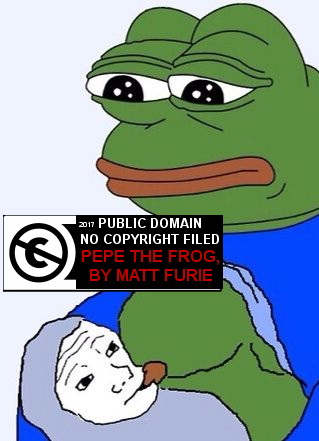 2017 PUBLIC DOMAIN
NO COPYRIGHT FILED
PEPE THE FROG,
BY MATT FURIE